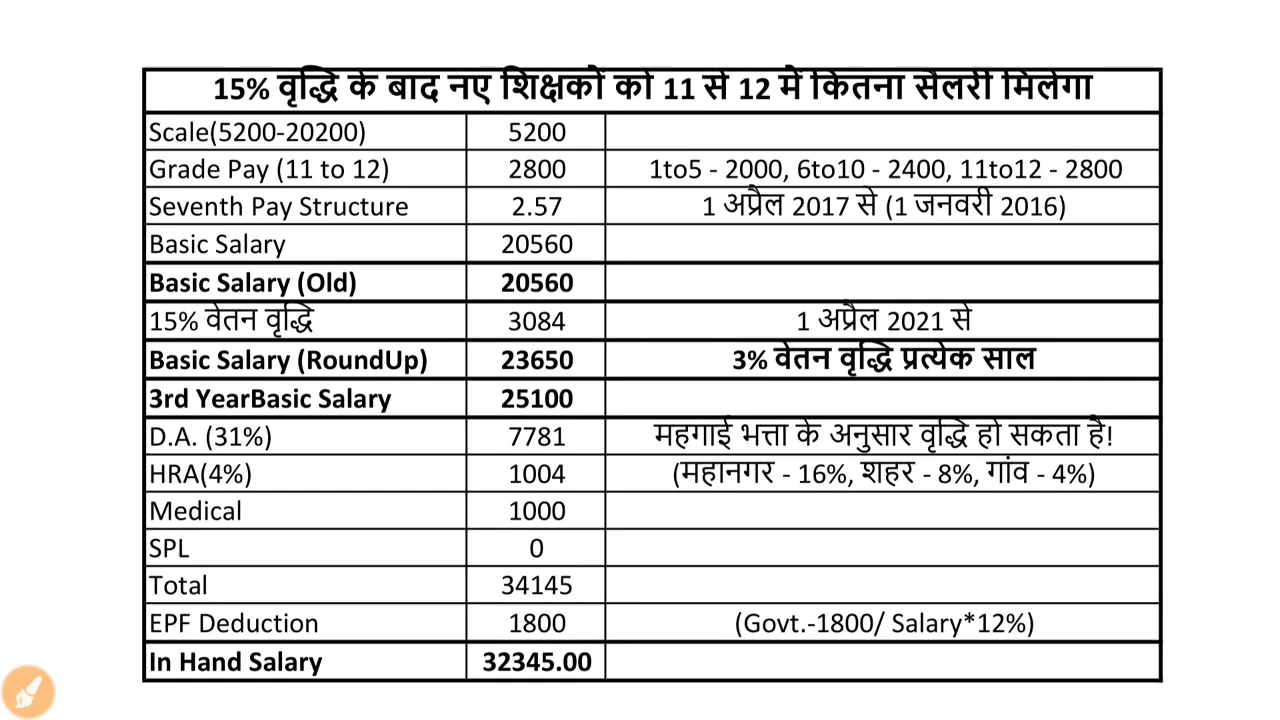 15% वृद्धि के बाद नए शिक्षकों को 11 से 12 में कितना सैलरी मिलेगा
Scale(5200-20200) 5200
Grade Pay (11 to 12) 2800 1to5 - 2000, 6to10 - 2400, 11to12 - 2800
Seventh Pay Structure 2.57 1 अप्रैल 2017 से (1 जनवरी 2016)
Basic Salary 20560
Basic Salary (Old) 20560
15% वेतन वृद्धि 3084 1 अप्रैल 2021 से
Basic Salary (RoundUp) 23650 3% वेतन वृद्धि प्रत्येक साल
3rd YearBasic Salary 25100
D.A. (31%) 7781 महगाई भत्ता के अनुसार वृद्धि हो सकता है!
HRA(4%) 1004 (महानगर - 16%, शहर - 8%, गांव - 4%)
Medical 1000
SPL 0
Total 34145
EPF Deduction 1800 (Govt.-1800/ Salary*12%)
In Hand Salary 32345.00